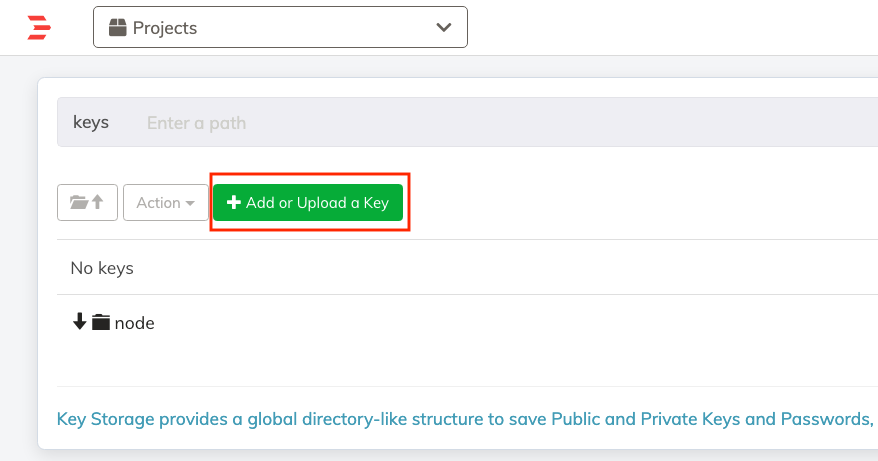 Projects
keys Enter a path
Action Add or Upload a Key
No keys
node
Key Storage provides a global directory-like structure to save Public and Private Keys and Passwords,